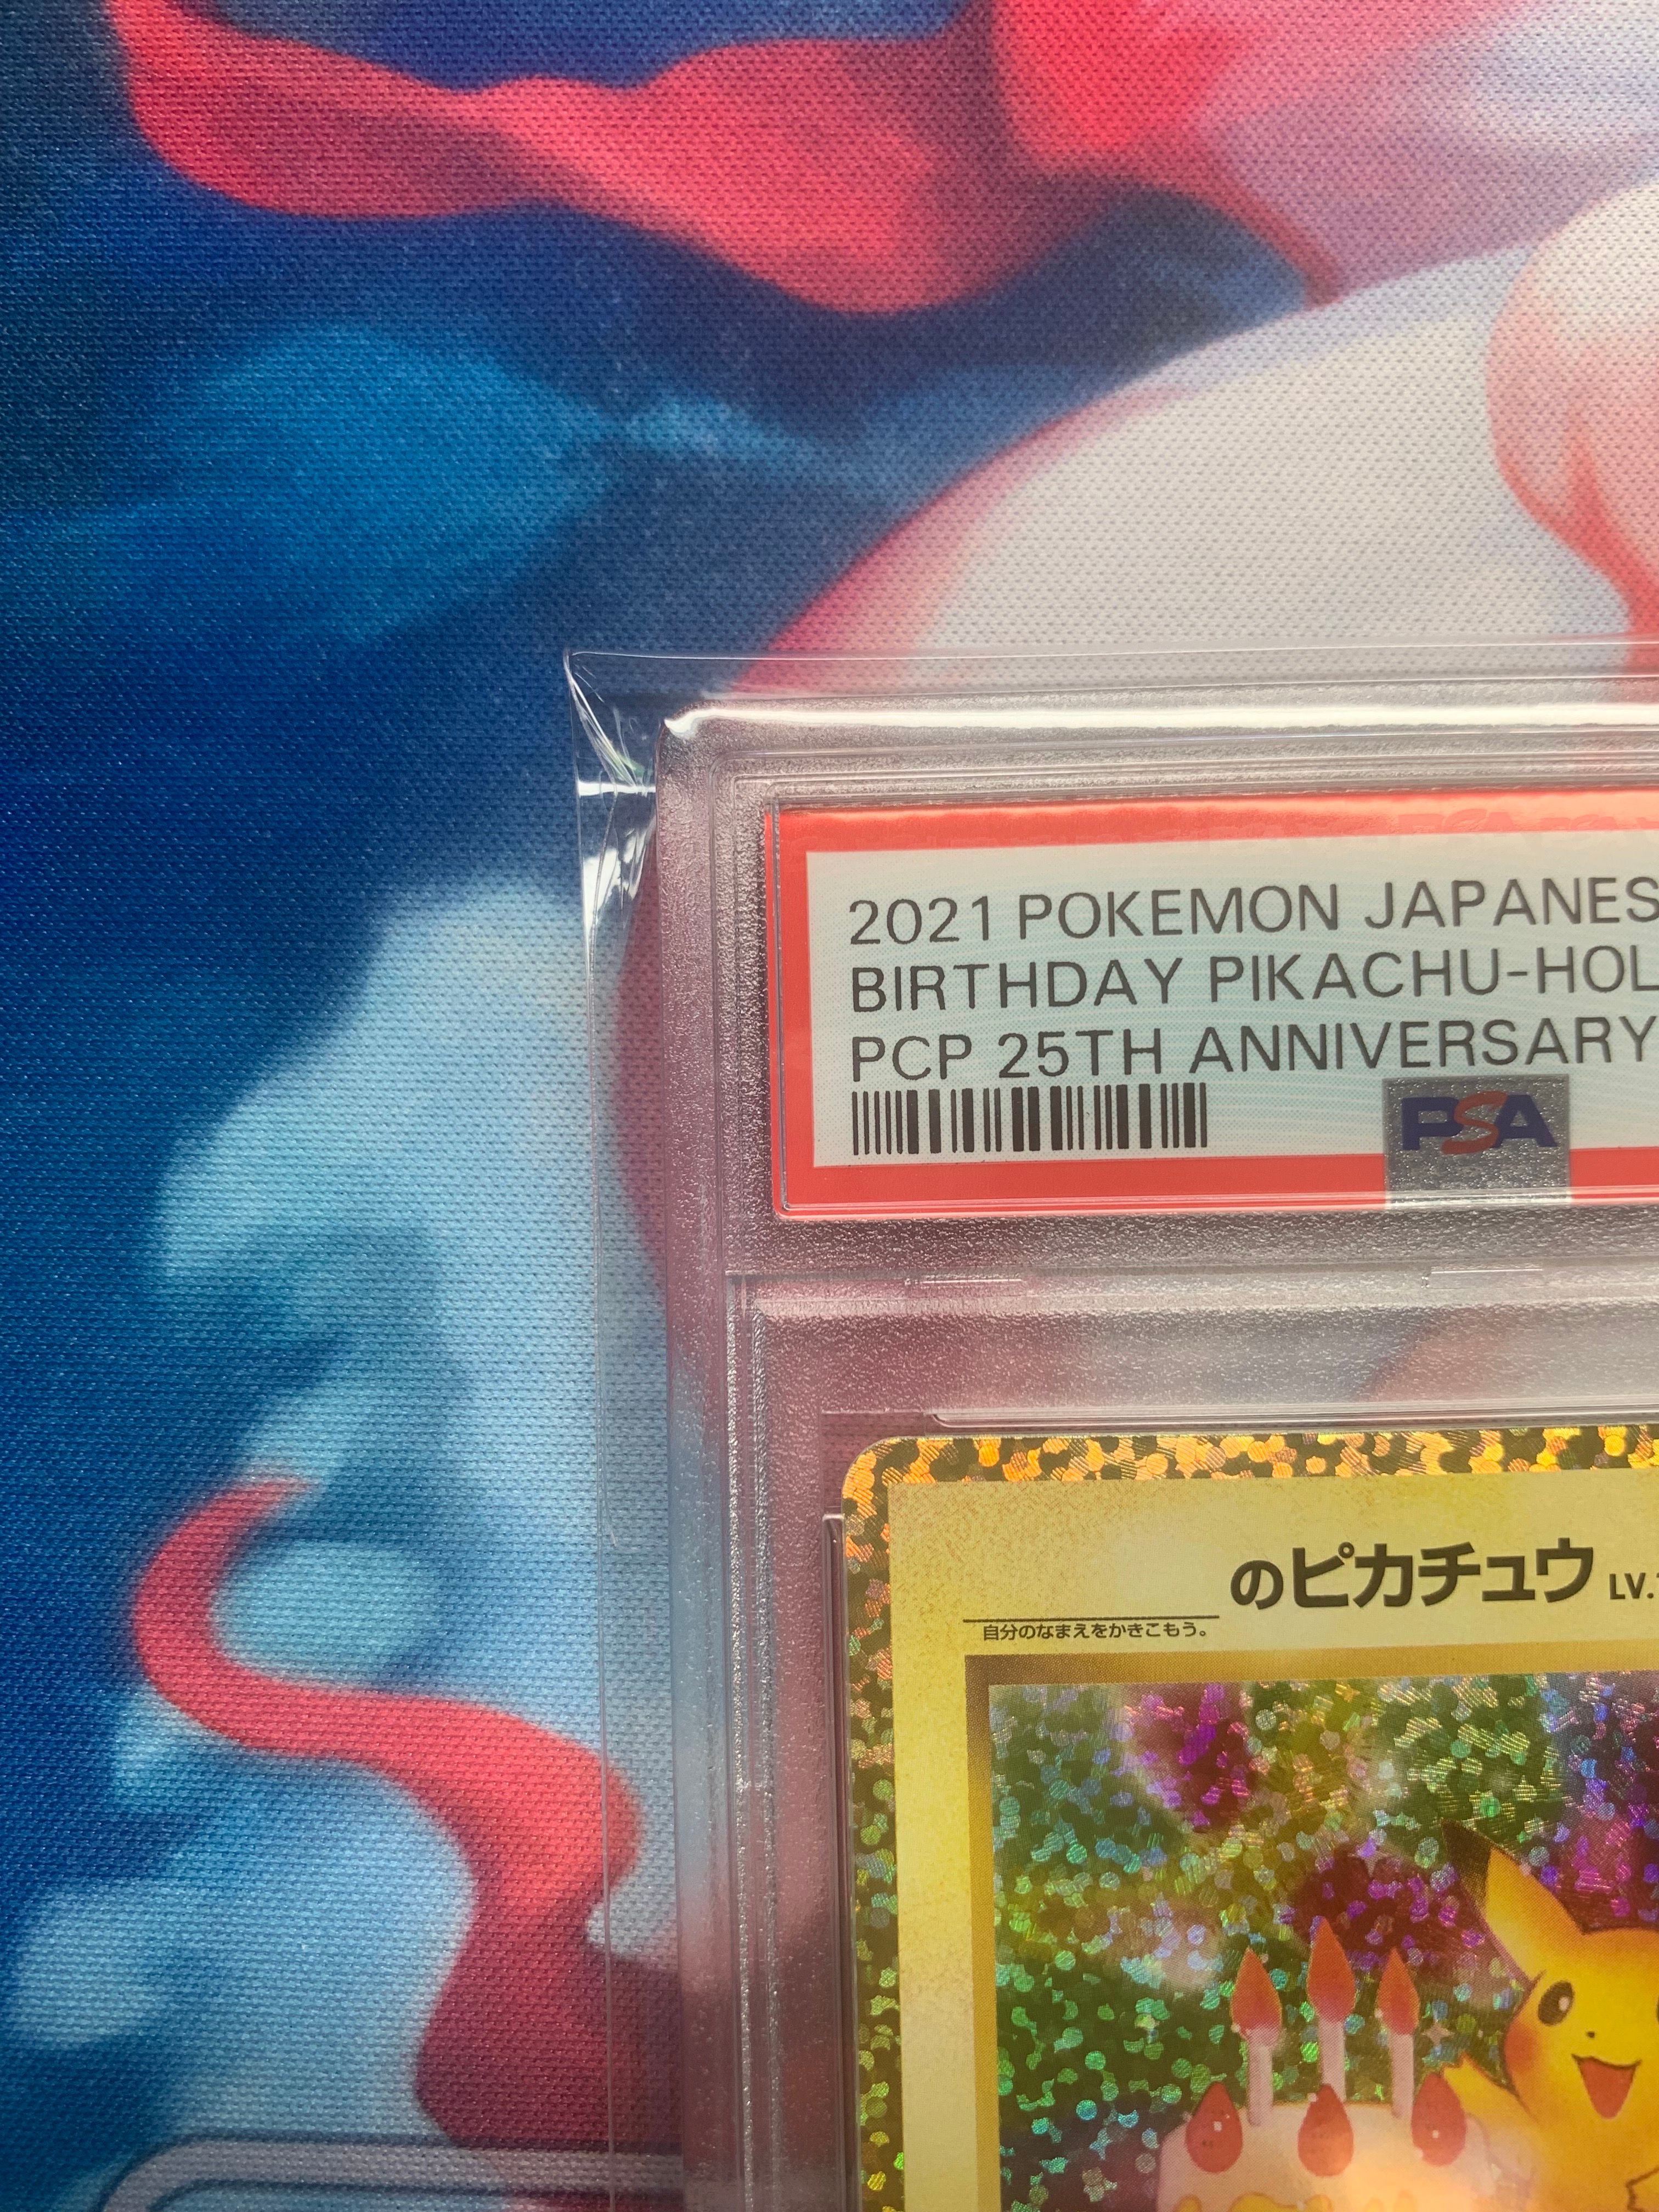 2021 POKEMON JAPANES
BIRTHDAY PIKACHU-HOL
PCP 25TH ANNIVERSARY
PSA
のピカチュウ LV.
自分のなまえをかきこもう。